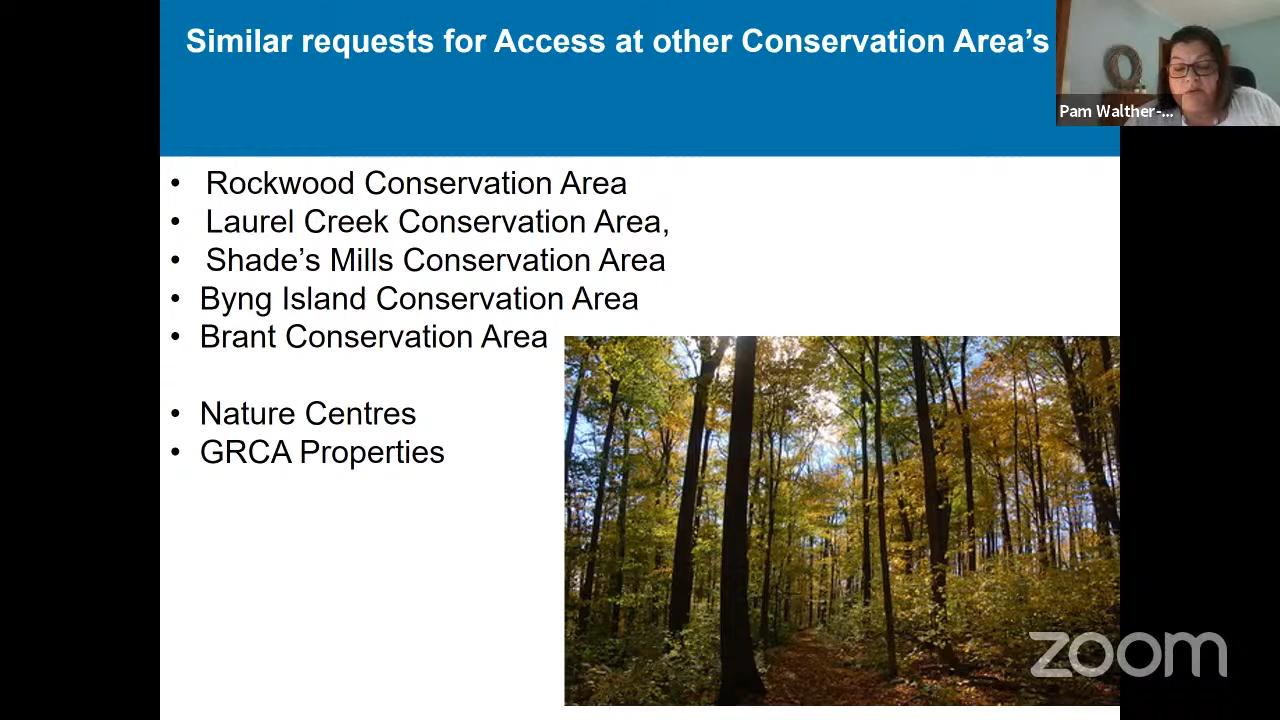 Similar requests for Access at other Conservation Area’s
Pam Walther-...
• Rockwood Conservation Area
• Laurel Creek Conservation Area,
• Shade’s Mills Conservation Area
• Byng Island Conservation Area
• Brant Conservation Area
• Nature Centres
• GRCA Properties
zoom